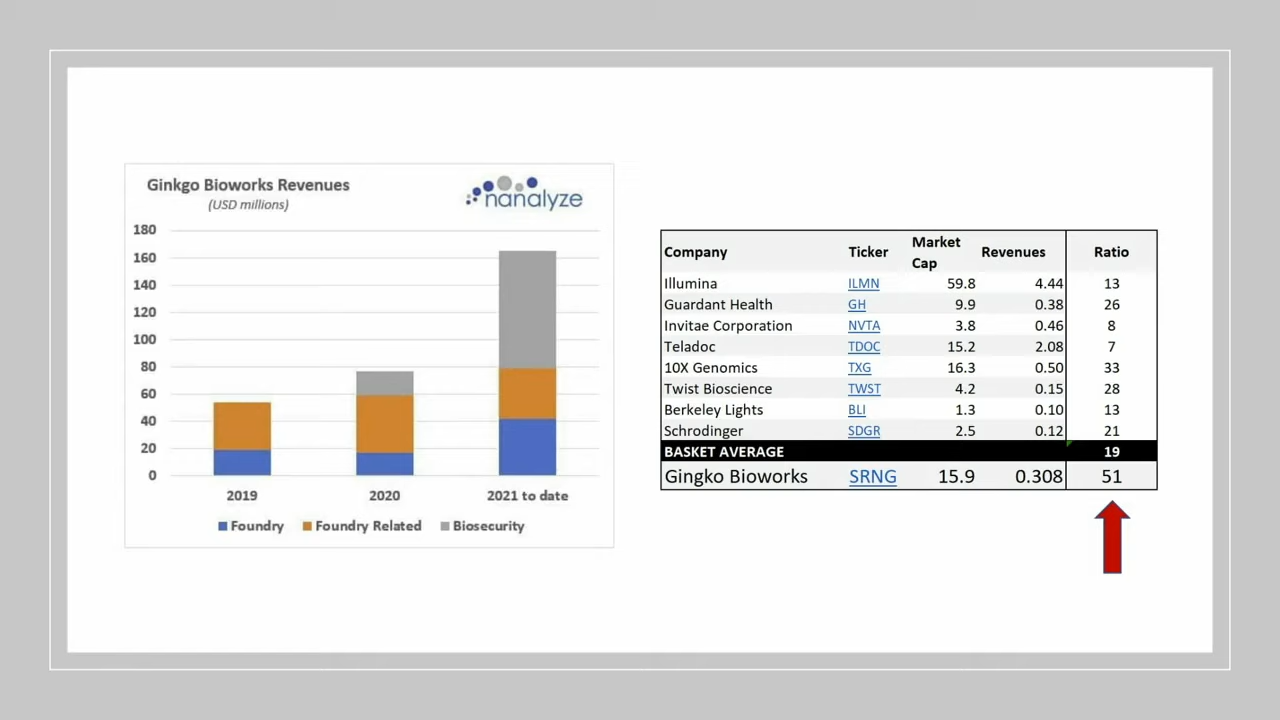 Ginkgo Bioworks Revenues
(USD millions)
nanalyze
180
160
140
120
100
80
60
40
20
0
2019 2020 2021 to date
Foundry Foundry Related Biosecurity
Company Ticker Market Cap Revenues Ratio
Illumina ILMN 59.8 4.44 13
Guardant Health GH 9.9 0.38 26
Invitae Corporation NVTA 3.8 0.46 8
Teladoc TDOC 15.2 2.08 7
10X Genomics TXG 16.3 0.50 33
Twist Bioscience TWST 4.2 0.15 28
Berkeley Lights BLI 1.3 0.10 13
Schrodinger SDGR 2.5 0.12 21
BASKET AVERAGE 19
Gingko Bioworks SRNG 15.9 0.308 51